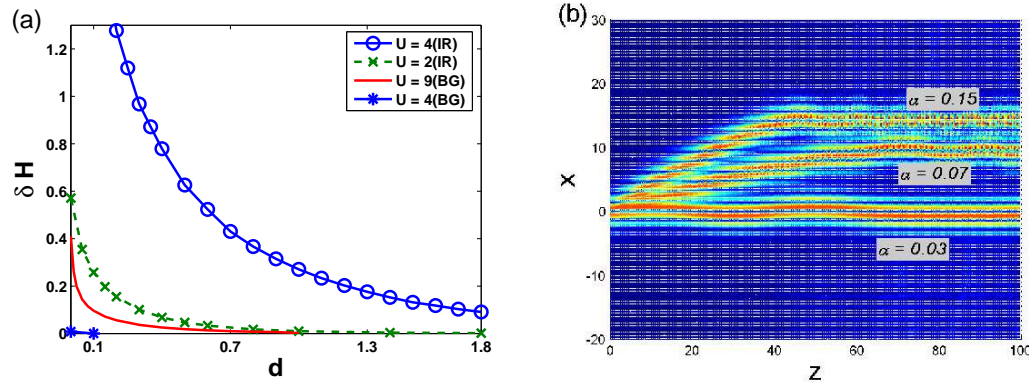 (a)
1.2
1
0.8
0.6
0.4
0.2
0
δ H
0.1
0.7
1.3
1.8
d
U = 4(IR)
U = 2(IR)
U = 9(BG)
U = 4(BG)
(b)
30
20
10
0
-10
-20
x
0
20
40
60
80
100
z
α = 0.15
α = 0.07
α = 0.03